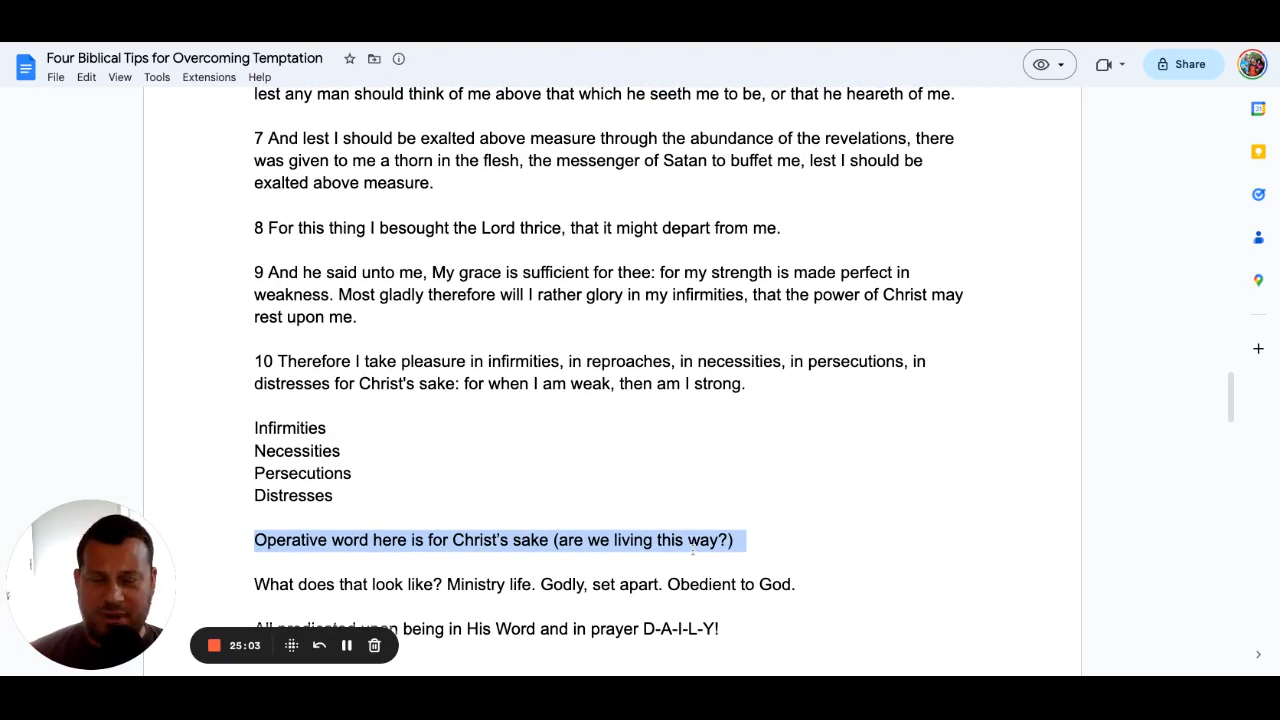 Four Biblical Tips for Overcoming Temptation
File Edit View Tools Extensions Help
Share
lest any man should think of me above that which he seeth me to be, or that he heareth of me.
7 And lest I should be exalted above measure through the abundance of the revelations, there
was given to me a thorn in the flesh, the messenger of Satan to buffet me, lest I should be
exalted above measure.
8 For this thing I besought the Lord thrice, that it might depart from me.
9 And he said unto me, My grace is sufficient for thee: for my strength is made perfect in
weakness. Most gladly therefore will I rather glory in my infirmities, that the power of Christ may
rest upon me.
10 Therefore I take pleasure in infirmities, in reproaches, in necessities, in persecutions, in
distresses for Christ's sake: for when I am weak, then am I strong.
Infirmities
Necessities
Persecutions
Distresses
Operative word here is for Christ's sake (are we living this way?)
What does that look like? Ministry life. Godly, set apart. Obedient to God.
All predicated upon being in His Word and in prayer D-A-I-L-Y!
25:03